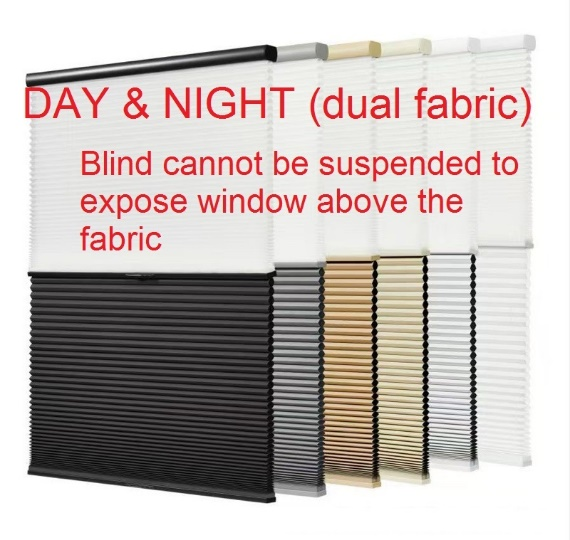 DAY & NIGHT (dual fabric)
Blind cannot be suspended to
expose window above the
fabric